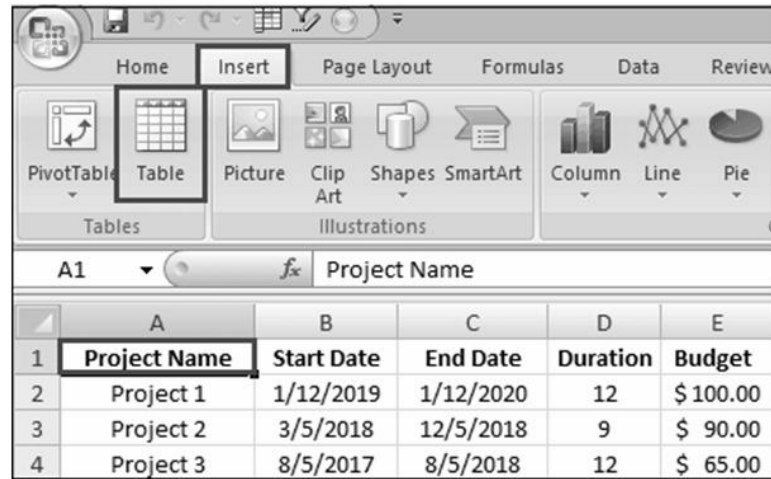 Home Insert Page Layout Formulas Data Review
PivotTable Table Picture Clip Art Shapes SmartArt Column Line Pie
Tables Illustrations
A1 fx Project Name
A B C D E
1 Project Name Start Date End Date Duration Budget
2 Project 1 1/12/2019 1/12/2020 12 $ 100.00
3 Project 2 3/5/2018 12/5/2018 9 $ 90.00
4 Project 3 8/5/2017 8/5/2018 12 $ 65.00